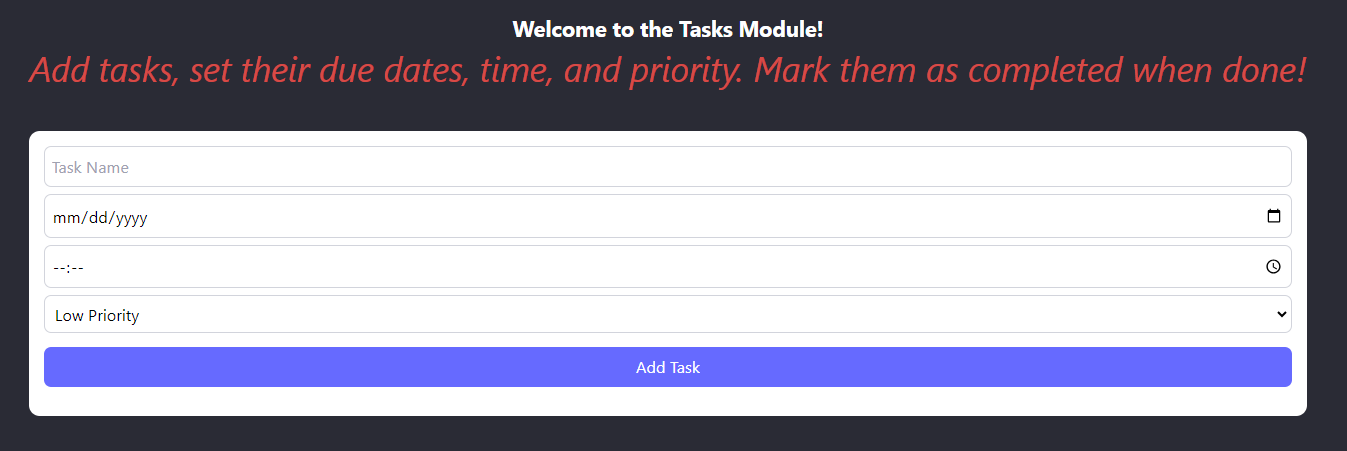 Welcome to the Tasks Module!
Add tasks, set their due dates, time, and priority. Mark them as completed when done!
Task Name
mm/dd/yyyy
--:--
Low Priority
Add Task